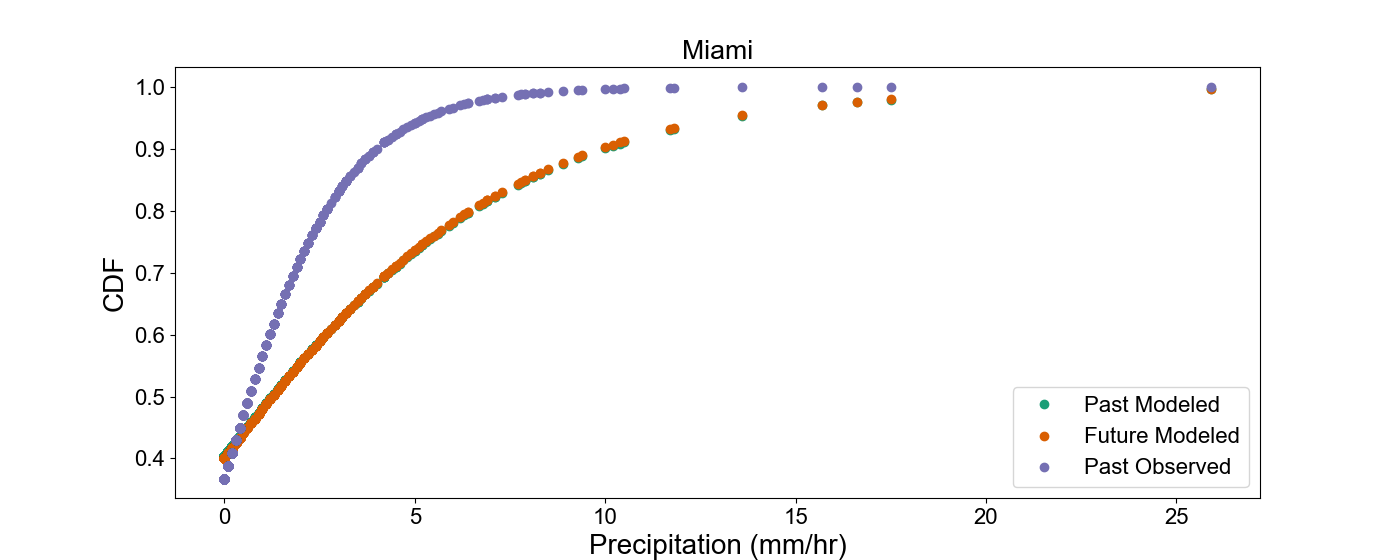 Miami
CDF
1.0
0.9
0.8
0.7
0.6
0.5
0.4
Past Modeled
Future Modeled
Past Observed
0 5 10 15 20 25
Precipitation (mm/hr)